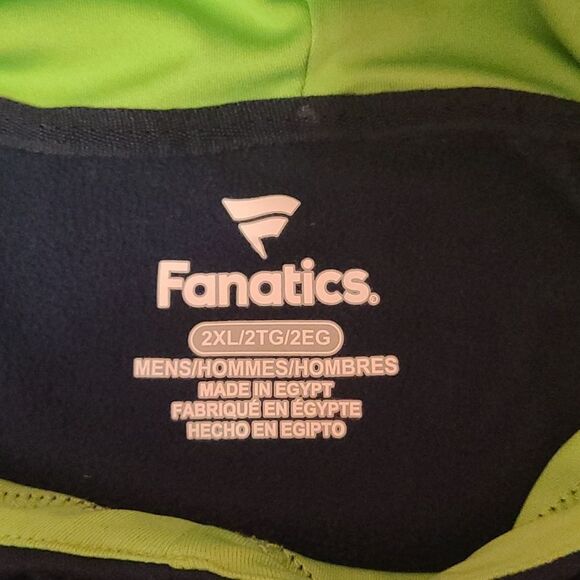 Fanatics.
2XL/2TG/2EG
MENS/HOMMES/HOMBRES
MADE IN EGYPT
FABRIQUÉ EN ÉGYPTE
HECHO EN EGIPTO